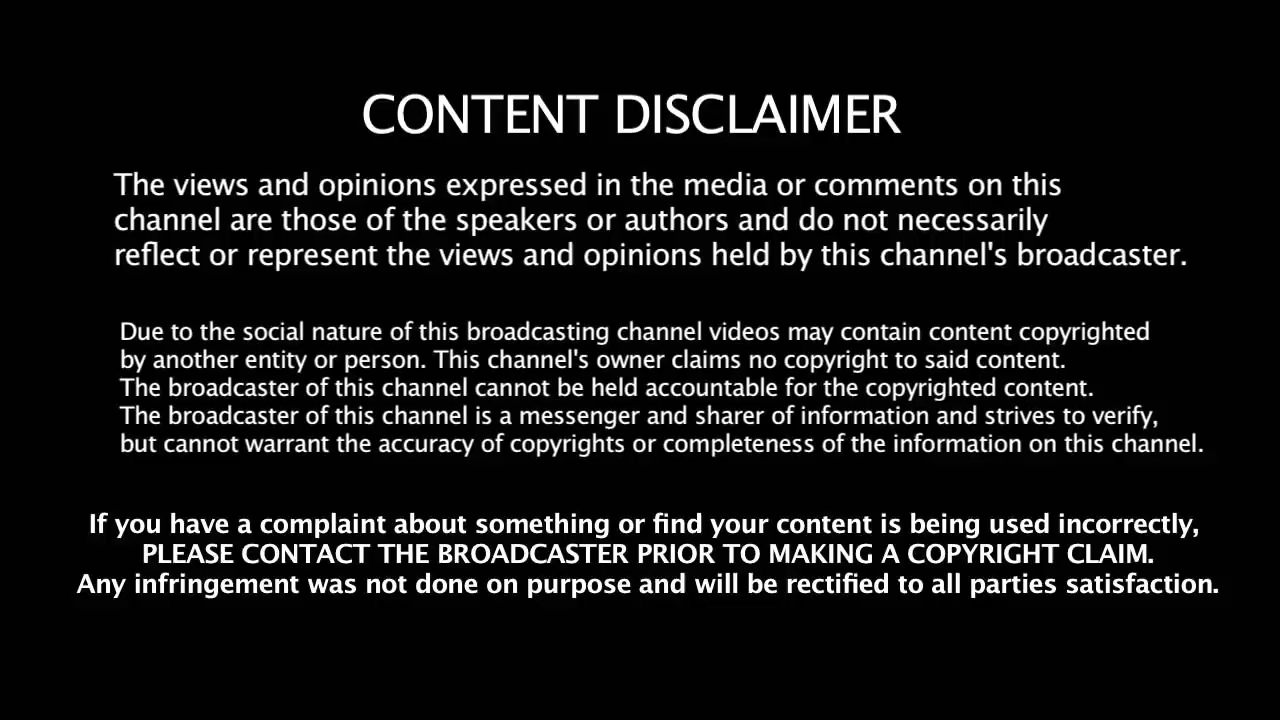 CONTENT DISCLAIMER
The views and opinions expressed in the media or comments on this
channel are those of the speakers or authors and do not necessarily
reflect or represent the views and opinions held by this channel's broadcaster.
Due to the social nature of this broadcasting channel videos may contain content copyrighted
by another entity or person. This channel's owner claims no copyright to said content.
The broadcaster of this channel cannot be held accountable for the copyrighted content.
The broadcaster of this channel is a messenger and sharer of information and strives to verify,
but cannot warrant the accuracy of copyrights or completeness of the information on this channel.
If you have a complaint about something or find your content is being used incorrectly,
PLEASE CONTACT THE BROADCASTER PRIOR TO MAKING A COPYRIGHT CLAIM.
Any infringement was not done on purpose and will be rectified to all parties satisfaction.